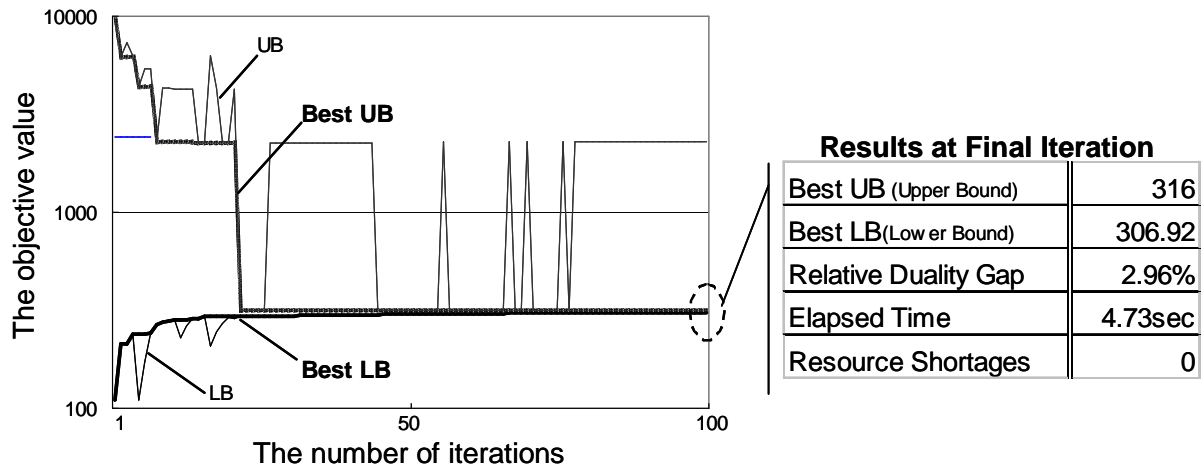 10000
1000
100
The objective value
UB
Best UB
Best LB
LB
1
50
100
The number of iterations
Results at Final Iteration
Best UB (Upper Bound) 316
Best LB(Lower Bound) 306.92
Relative Duality Gap 2.96%
Elapsed Time 4.73sec
Resource Shortages 0